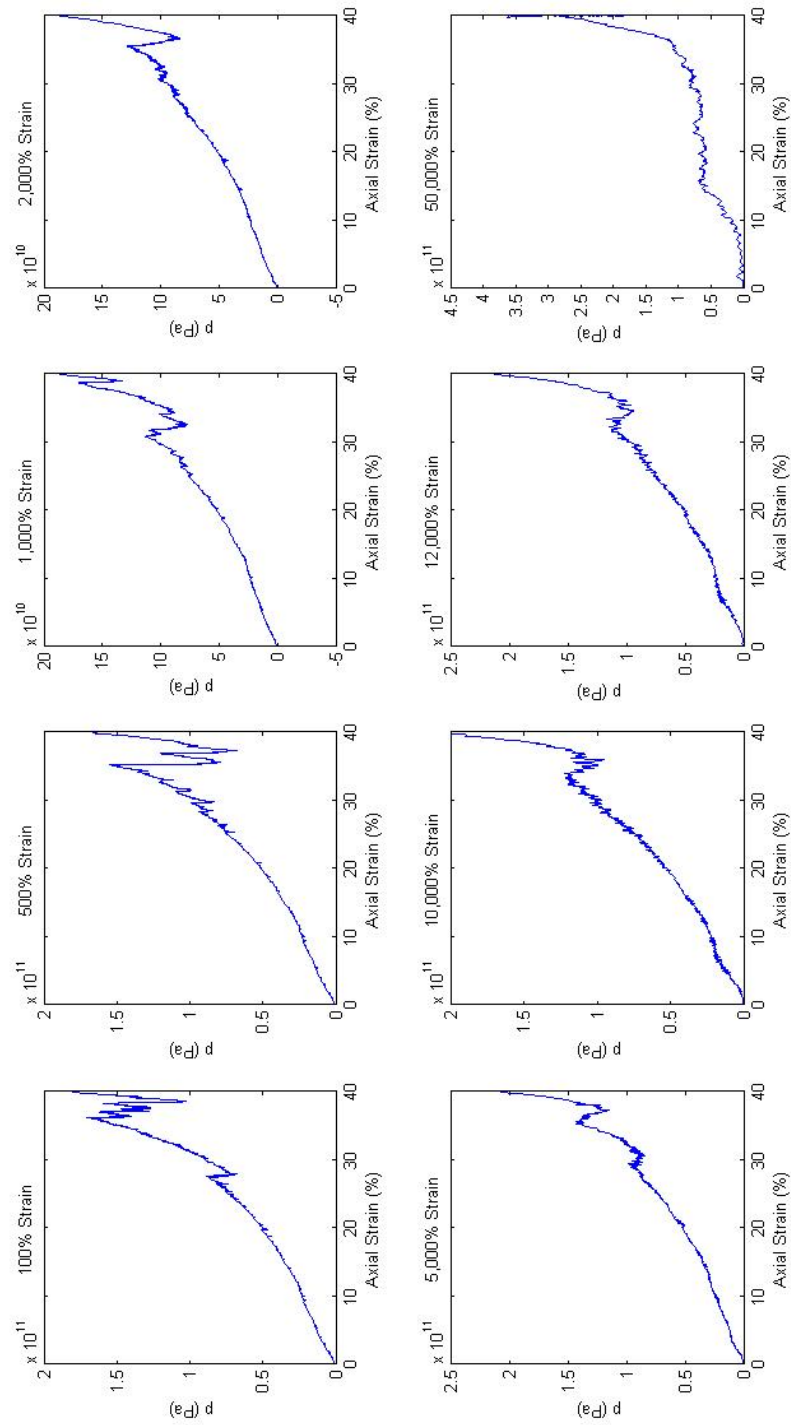 100% Strain
x 10^11
2
1.5
1
0.5
0
p (Pa)
0 10 20 30 40
Axial Strain (%)
500% Strain
x 10^11
2
1.5
1
0.5
0
p (Pa)
0 10 20 30 40
Axial Strain (%)
1,000% Strain
x 10^10
20
15
10
5
0
-5
p (Pa)
0 10 20 30 40
Axial Strain (%)
2,000% Strain
x 10^10
20
15
10
5
0
-5
p (Pa)
0 10 20 30 40
Axial Strain (%)
5,000% Strain
x 10^11
2.5
2
1.5
1
0.5
0
p (Pa)
0 10 20 30 40
Axial Strain (%)
10,000% Strain
x 10^11
2
1.5
1
0.5
0
p (Pa)
0 10 20 30 40
Axial Strain (%)
12,000% Strain
x 10^11
2.5
2
1.5
1
0.5
0
p (Pa)
0 10 20 30 40
Axial Strain (%)
50,000% Strain
x 10^11
4.5
4
3.5
3
2.5
2
1.5
1
0.5
0
p (Pa)
0 10 20 30 40
Axial Strain (%)